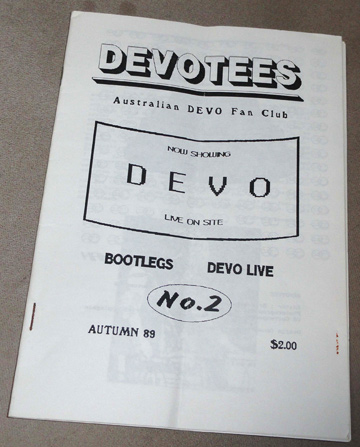 DEVOTEES
Australian DEVO Fan Club
NOW SHOWING
DEVO
LIVE ON SITE
BOOTLEGS DEVO LIVE
No.2
AUTUMN 89
$2.00